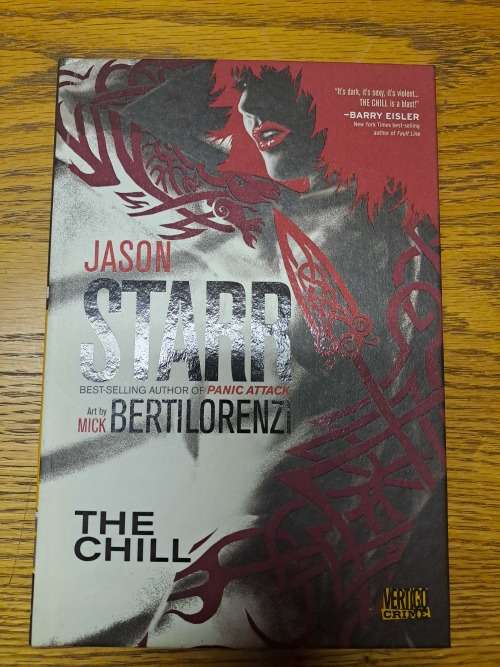 "It's dark, it's sexy, it's violent...
THE CHILL is a blast!"
—BARRY EISLER
New York Times best-selling
author of Fault Line
JASON
STARR
BEST-SELLING AUTHOR OF PANIC ATTACK
Art by
MICK BERTILORENZI
THE
CHILL
VERTIGO
CRIME